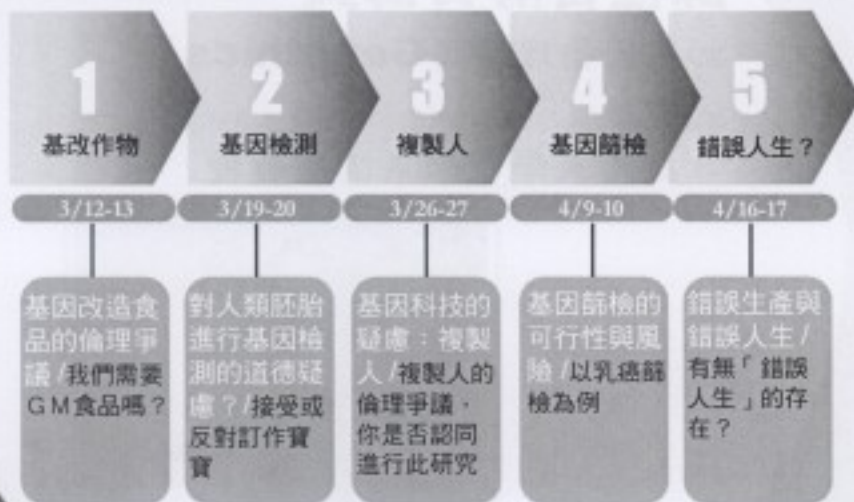 1
基改作物
2
基因檢測
3
複製人
4
基因篩檢
5
錯誤人生？
3/12-13
3/19-20
3/26-27
4/9-10
4/16-17
基因改造食
品的倫理爭
議/我們需要
GM食品嗎？
對人類胚胎
進行基因檢
測的道德疑
慮？/接受或
反對訂作寶
寶
基因科技的
疑慮：複製
人/複製人的
倫理爭議，
你是否認同
進行此研究
基因篩檢的
可行性與風
險/以乳癌篩
檢為例
錯誤生產與
錯誤人生/
有無「錯誤
人生」的存
在？